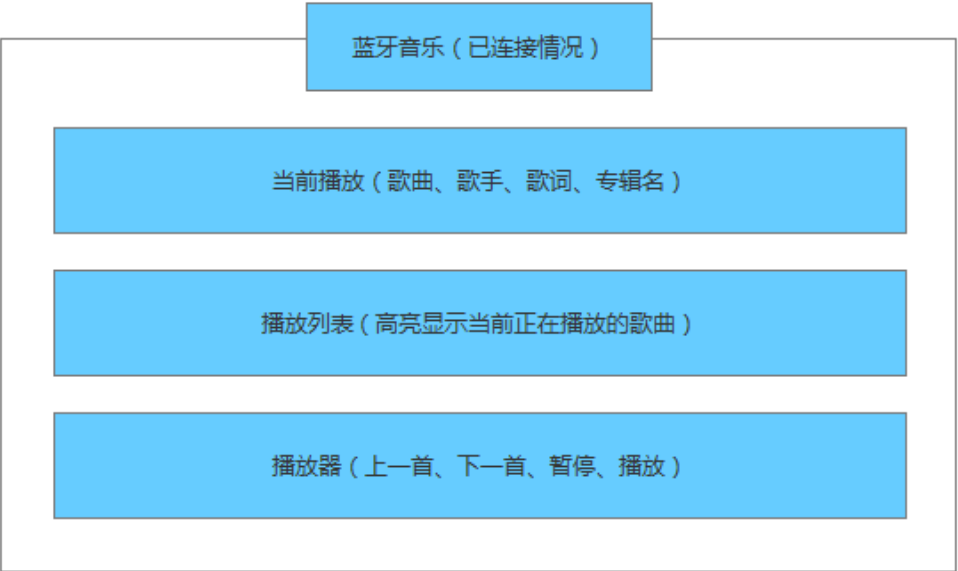 蓝牙音乐（已连接情况）
当前播放（歌曲、歌手、歌词、专辑名）
播放列表（高亮显示当前正在播放的歌曲）
播放器（上一首、下一首、暂停、播放）